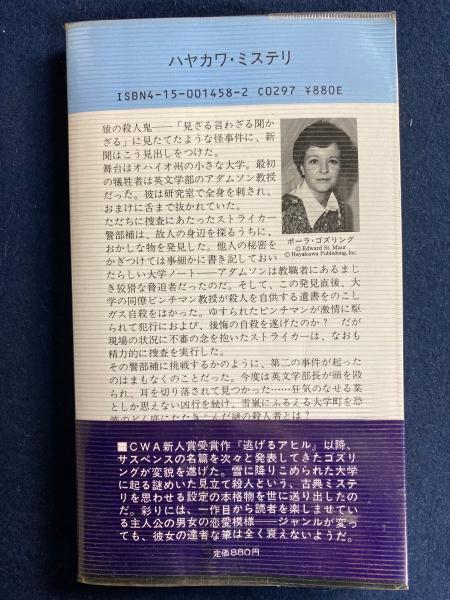 ハヤカワ・ミステリ
ISBN4-15-001458-2 C0297 ¥880E
猿の殺人鬼――「見ざる言わざる聞か
ざる」に見たてたような怪事件に、新
聞はこう見出しをつけた。
舞台はオハイオ州の小さな大学。最初
の犠牲者は英文学部のアダムソン教授
だった。彼は研究室で全身を刺され、
おまけに舌まで抜かれていた。
ただちに捜査にあたったストライカー
警部補は、故人の身辺を探るうちに、
おかしな物を発見した。他人の秘密を
かぎつけては事細かに書き記しておい
たらしい大学ノート――アダムソンは教職者にあるまじ
き狡猾な脅迫者だったのだ。そして、この発見直後、大
学の同僚ピンチマン教授が殺人を自供する遺書をのこし
ガス自殺をはかった。ゆすられたピンチマンが激情に駆
られて犯行におよび、後悔の自殺を遂げたのか？ だが
現場の状況に不審の念を抱いたストライカーは、なおも
精力的に捜査を実行した。
その警部補に挑戦するかのように、第二の事件が起った
のはまもなくのことだった。今度は英文学部長が頭を殴
られ、耳を切り落されて見つかった……狂気のなせる業
としか思えない凶行を続け、雪嵐にふるえる大学町を恐
怖のどん底にたたきこんだ謎の殺人者とは？
ポーラ・ゴズリング
© Edward St. Maur
© Hayakawa Publishing, Inc.
■CWA新人賞受賞作『逃げるアヒル』以降、
サスペンスの名篇を次々と発表してきたゴズリ
ングが変貌を遂げた。雪に降りこめられた大学
に起る謎めいた見立て殺人という、古典ミステ
リを思わせる設定の本格物を世に送り出したの
だ。彩りには、一作目から読者を楽しませてい
る主人公の男女の恋愛模様――ジャンルが変っ
ても、彼女の達者な筆は全く衰えないようだ。
定価880円